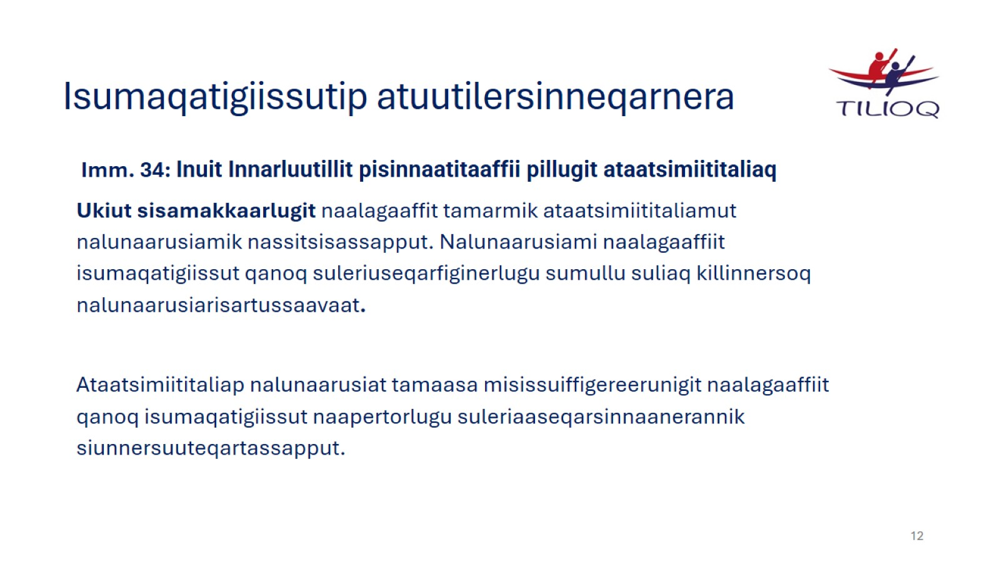 Isumaqatigiissutip atuutilersinneqarnera
TILIOQ
Imm. 34: Inuit Innarluutillit pisinnaatitaaffii pillugit ataatsimiititaliaq
Ukiut sisamakkaarlugit naalagaaffit tamarmik ataatsimiititaliamut
nalunaarusiamik nassitsisassapput. Nalunaarusiami naalagaaffiit
isumaqatigiissut qanoq suleriuseqarfiginerlugu sumullu suliaq killinnersoq
nalunaarusiarisartussaavaat.
Ataatsimiititaliap nalunaarusiat tamaasa misissuiffigereerunigit naalagaaffiit
qanoq isumaqatigiissut naapertorlugu suleriaaseqarsinnaanerannik
siunnersuuteqartassapput.
12